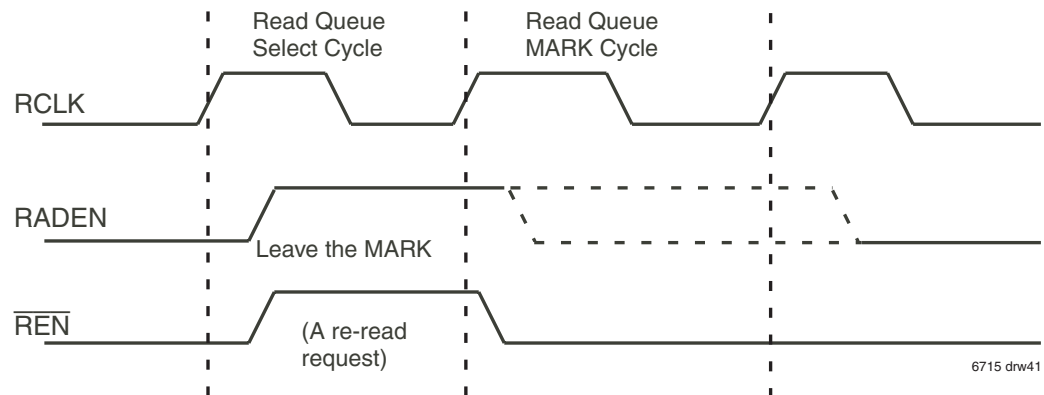 Read Queue
Select Cycle
Read Queue
MARK Cycle
RCLK
RADEN
Leave the MARK
REN
(A re-read
request)
6715 drw41